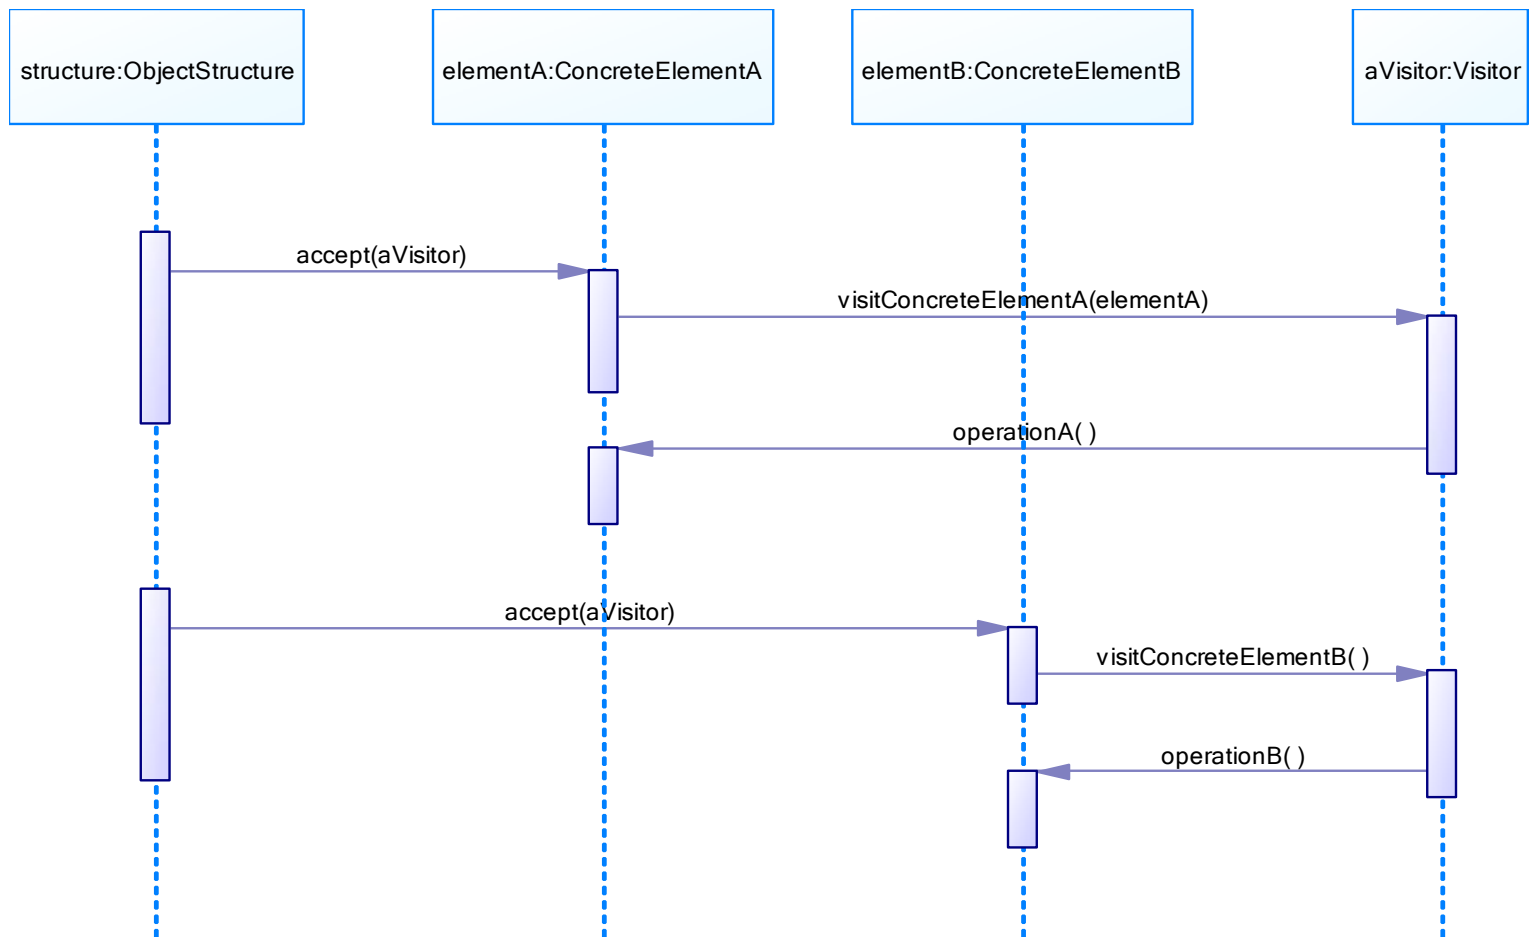 structure:ObjectStructure
elementA:ConcreteElementA
elementB:ConcreteElementB
aVisitor:Visitor
accept(aVisitor)
visitConcreteElementA(elementA)
operationA( )
accept(aVisitor)
visitConcreteElementB( )
operationB( )